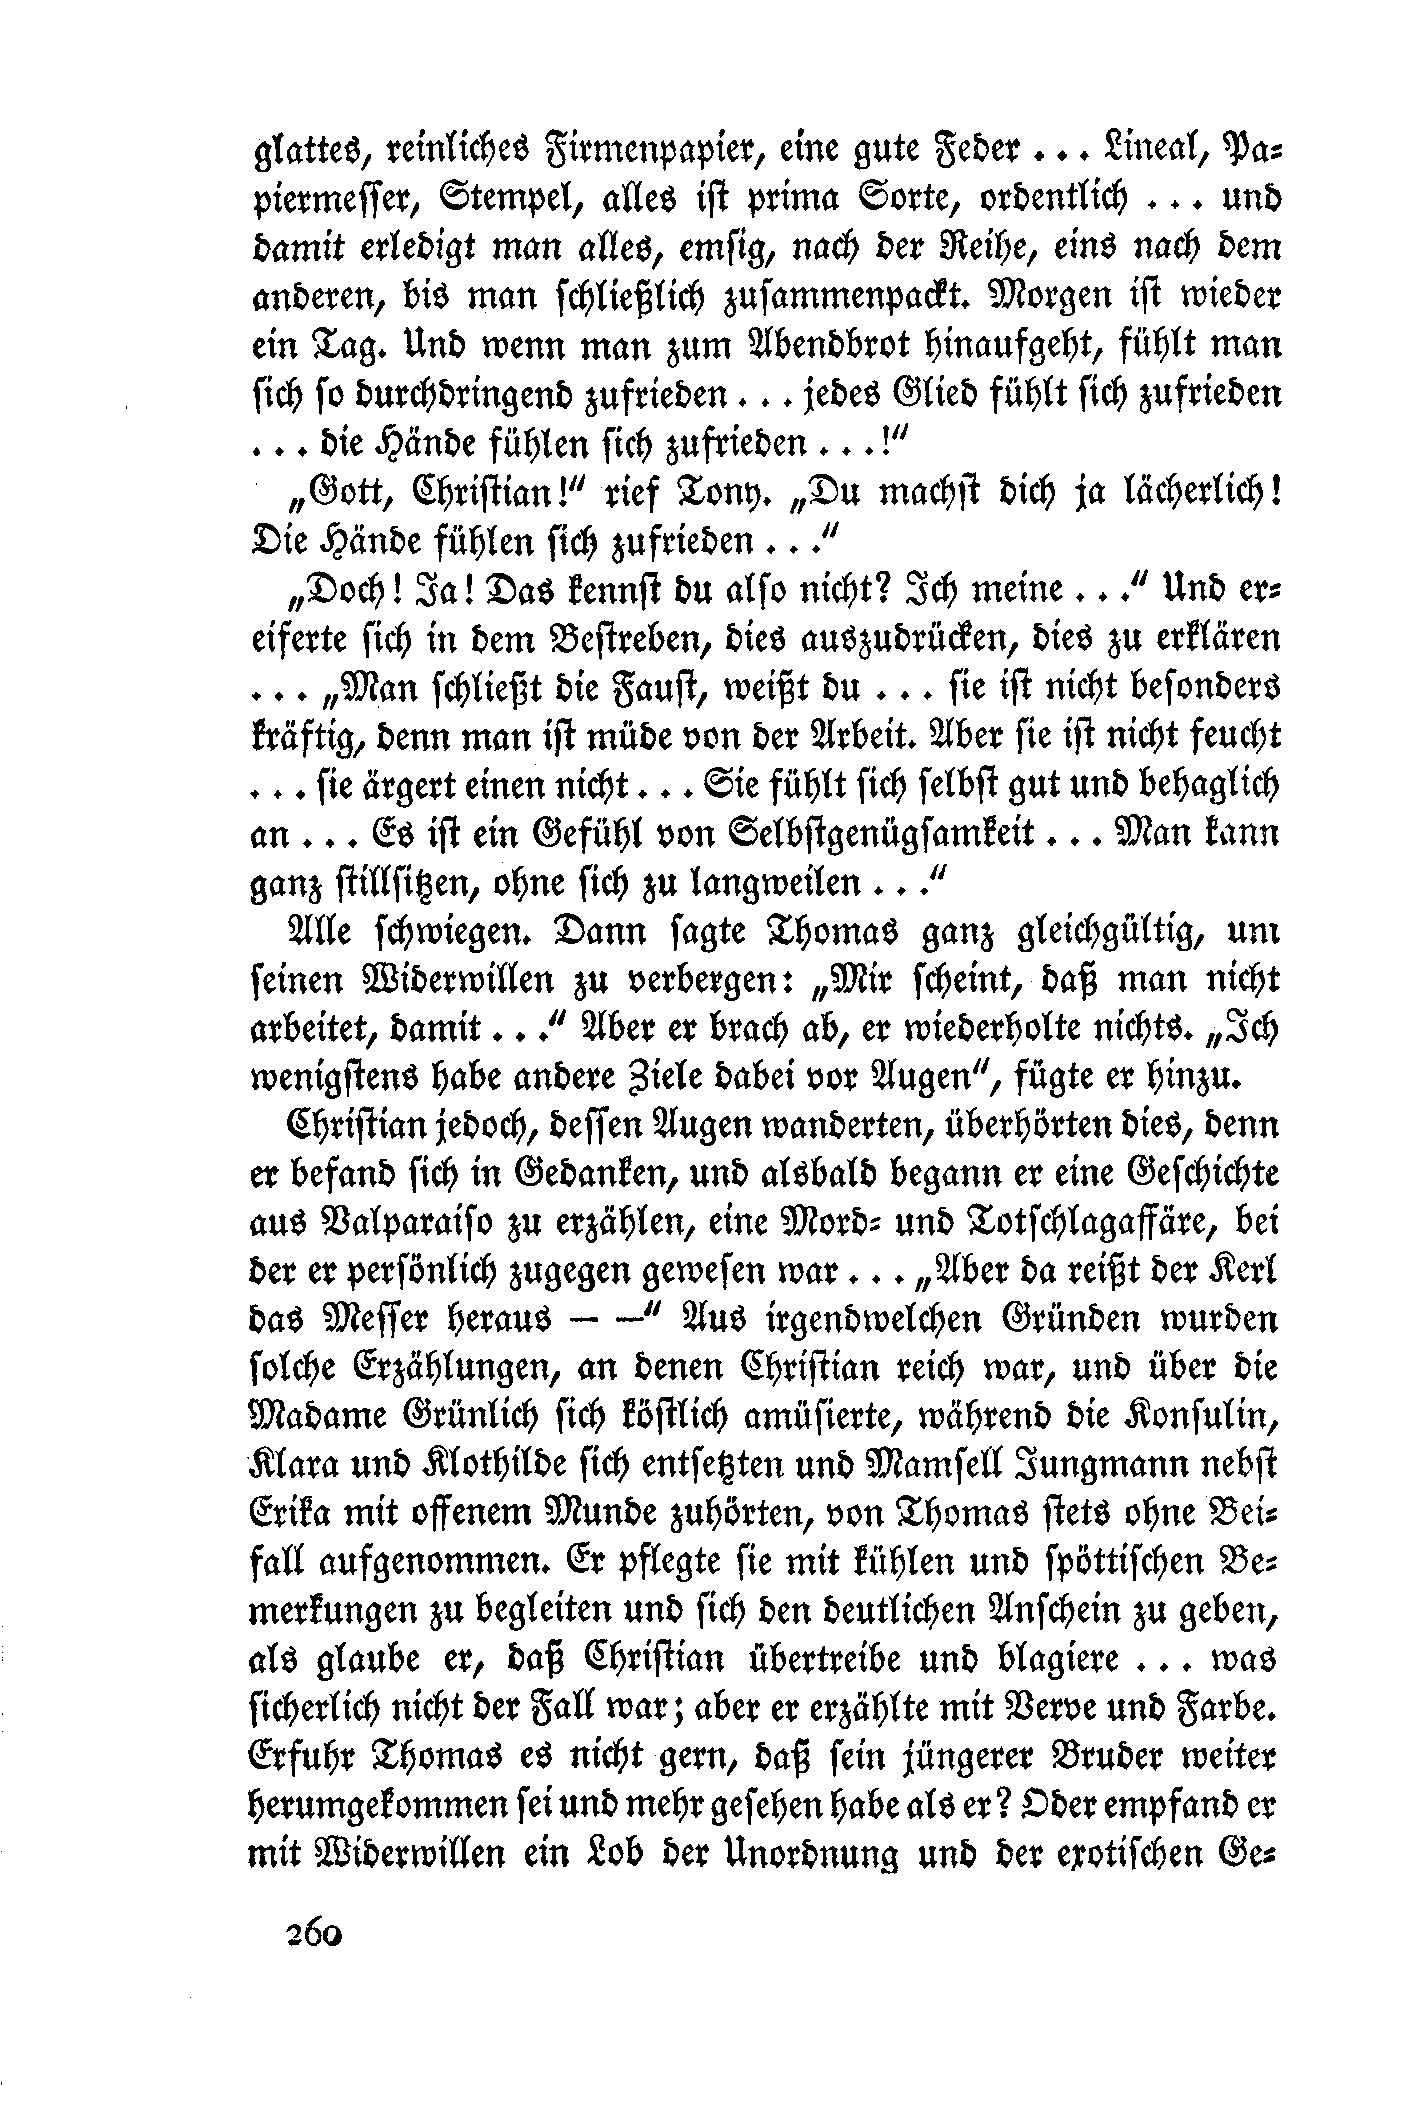 glattes, reinliches Firmenpapier, eine gute Feder . . . Lineal, Pa-
piermesser, Stempel, alles ist prima Sorte, ordentlich . . . und
damit erledigt man alles, emsig, nach der Reihe, eins nach dem
anderen, bis man schließlich zusammenpackt. Morgen ist wieder
ein Tag. Und wenn man zum Abendbrot hinaufgeht, fühlt man
sich so durchdringend zufrieden . . . jedes Glied fühlt sich zufrieden
. . . die Hände fühlen sich zufrieden . . .!“
„Gott, Christian!“ rief Tony. „Du machst dich ja lächerlich!
Die Hände fühlen sich zufrieden . . .“
„Doch! Ja! Das kennst du also nicht? Ich meine . . .“ Und er-
eiferte sich in dem Bestreben, dies auszudrücken, dies zu erklären
. . . „Man schließt die Faust, weißt du . . . sie ist nicht besonders
kräftig, denn man ist müde von der Arbeit. Aber sie ist nicht feucht
. . . sie ärgert einen nicht . . . Sie fühlt sich selbst gut und behaglich
an . . . Es ist ein Gefühl von Selbstgenügsamkeit . . . Man kann
ganz stillsitzen, ohne sich zu langweilen . . .“
Alle schwiegen. Dann sagte Thomas ganz gleichgültig, um
seinen Widerwillen zu verbergen: „Mir scheint, daß man nicht
arbeitet, damit . . .“ Aber er brach ab, er wiederholte nichts. „Ich
wenigstens habe andere Ziele dabei vor Augen“, fügte er hinzu.
Christian jedoch, dessen Augen wanderten, überhörten dies, denn
er befand sich in Gedanken, und alsbald begann er eine Geschichte
aus Valparaiso zu erzählen, eine Mord- und Totschlagaffäre, bei
der er persönlich zugegen gewesen war . . . „Aber da reißt der Kerl
das Messer heraus – –“ Aus irgendwelchen Gründen wurden
solche Erzählungen, an denen Christian reich war, und über die
Madame Grünlich sich köstlich amüsierte, während die Konsulin,
Klara und Klothilde sich entsetzten und Mamsell Jungmann nebst
Erika mit offenem Munde zuhörten, von Thomas stets ohne Bei-
fall aufgenommen. Er pflegte sie mit kühlen und spöttischen Be-
merkungen zu begleiten und sich den deutlichen Anschein zu geben,
als glaube er, daß Christian übertreibe und blagiere . . . was
sicherlich nicht der Fall war; aber er erzählte mit Verve und Farbe.
Erfuhr Thomas es nicht gern, daß sein jüngerer Bruder weiter
herumgekommen sei und mehr gesehen habe als er? Oder empfand er
mit Widerwillen ein Lob der Unordnung und der exotischen Ge-
260